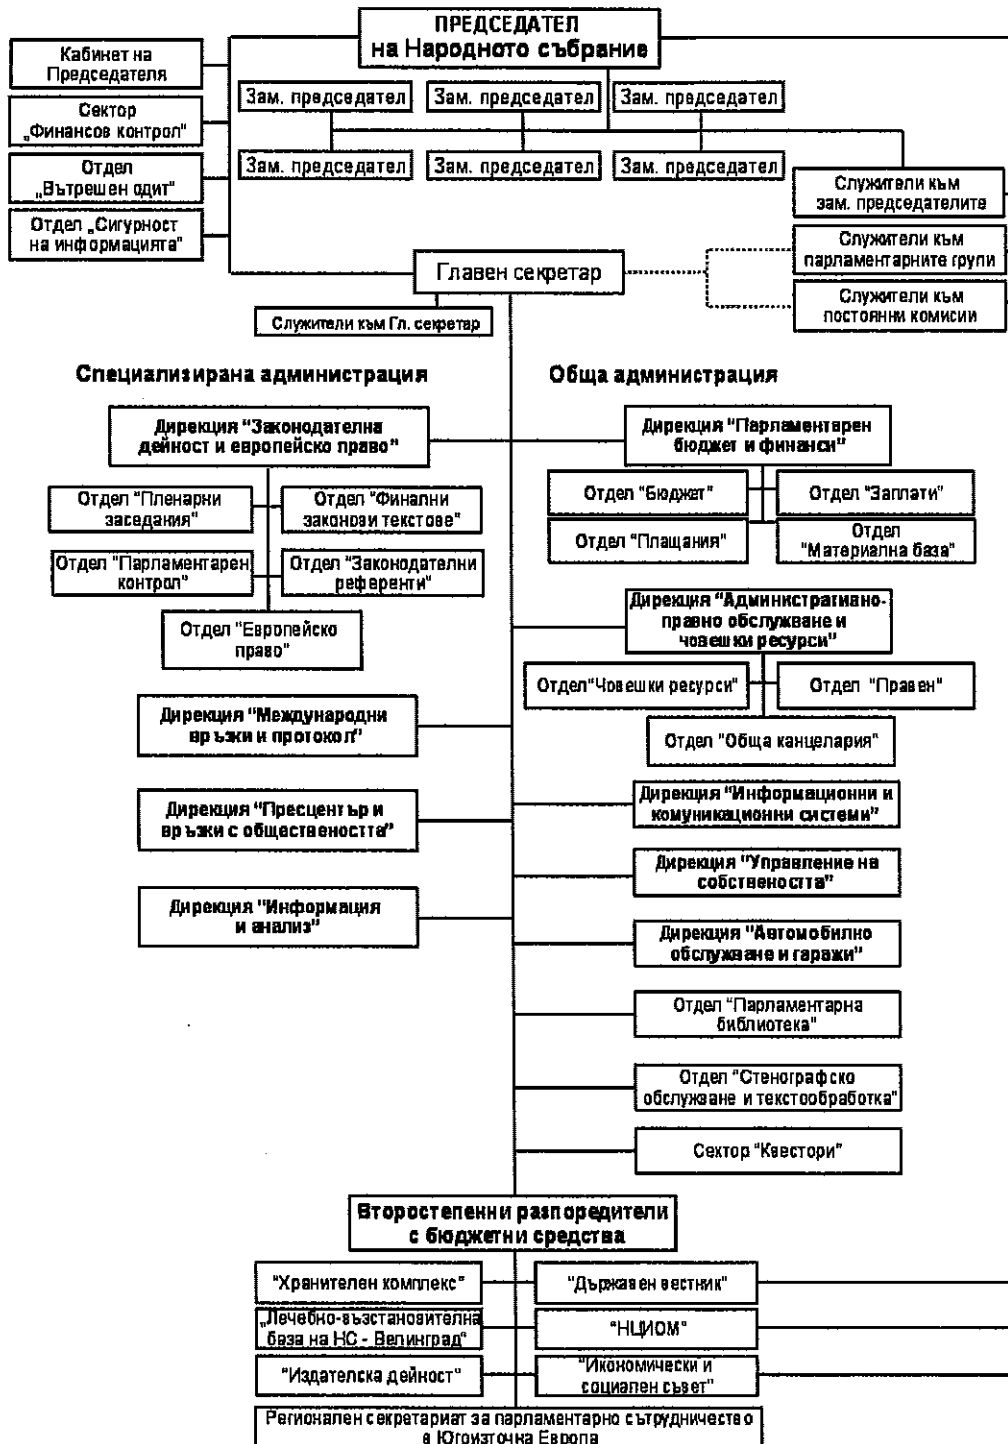 ПРЕДСЕДАТЕЛ
на Народното събрание
Кабинет на
Председателя
Сектор
„Финансов контрол"
Отдел
„Вътрешен одит"
Отдел „Сигурност
на информацията"
Зам. председател
Зам. председател
Зам. председател
Зам. председател
Зам. председател
Зам. председател
Служители към
зам. председателите
Служители към
парламентарните групи
Служители към
постоянни комисии
Главен секретар
Служители към Гл. секретар
Специализирана администрация
Дирекция "Законодателна
дейност и европейско право"
Отдел "Пленарни
заседания"
Отдел "Финални
законови текстове"
Отдел "Парламентарен
контрол"
Отдел "Законодателни
референти"
Отдел "Европейско
право"
Дирекция "Международни
връзки и протокол"
Дирекция "Пресцентър и
връзки с обществеността"
Дирекция "Информация
и анализ"
Обща администрация
Дирекция "Парламентарен
бюджет и финанси"
Отдел "Бюджет"
Отдел "Заплати"
Отдел "Плащания"
Отдел
"Материална база"
Дирекция "Административно-
правно обслужване и
човешки ресурси"
Отдел"Човешки ресурси"
Отдел "Правен"
Отдел "Обща канцелария"
Дирекция "Информационни и
комуникационни системи"
Дирекция "Управление на
собствеността"
Дирекция "Автомобилно
обслужване и гаражи"
Отдел "Парламентарна
библиотека"
Отдел "Стенографско
обслужване и текстообработка"
Сектор "Квестори"
Второстепенни разпоредители
с бюджетни средства
"Хранителен комплекс"
"Държавен вестник"
„Лечебно-възстановителна
база на НС - Велинград"
"НЦИОМ"
"Издателска дейност"
"Икономически и
социален съвет"
Регионален секретариат за парламентарно сътрудничество
в Югоизточна Европа